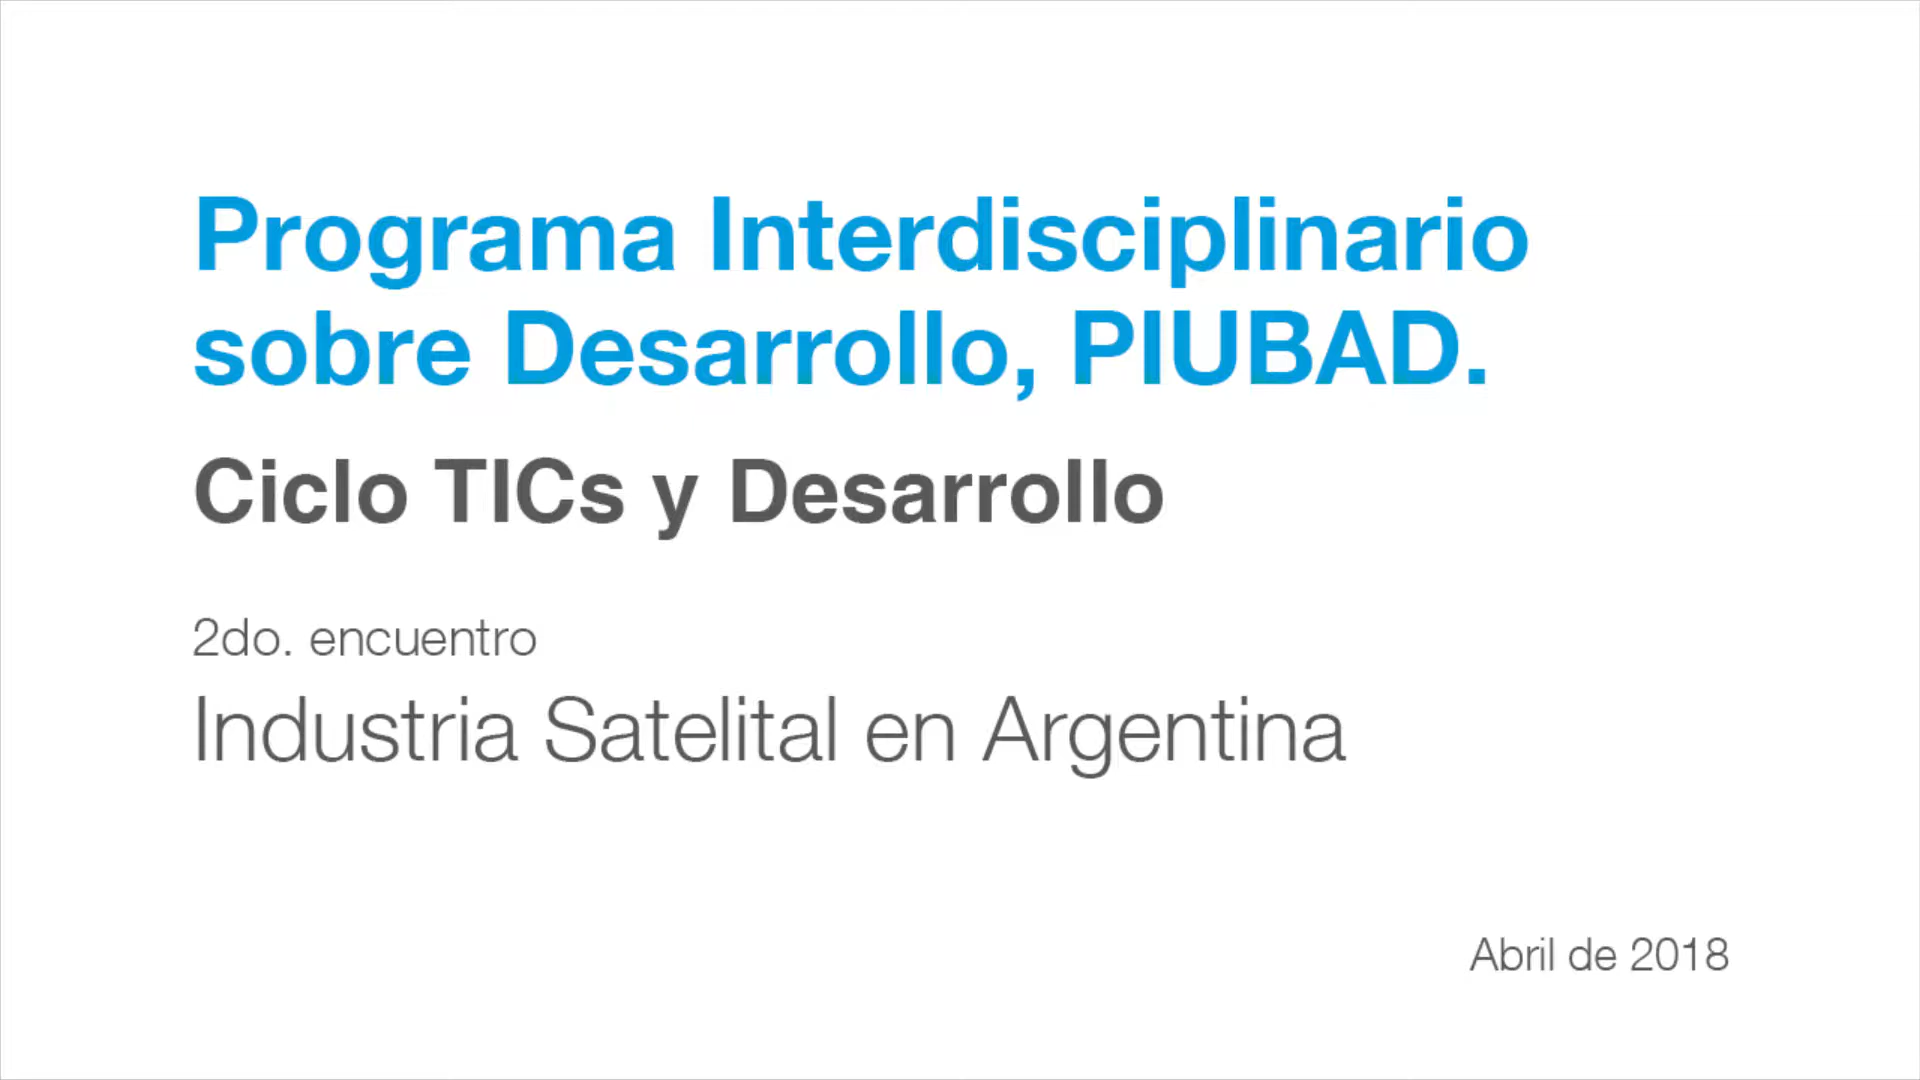 Programa Interdisciplinario
sobre Desarrollo, PIUBAD.
Ciclo TICs y Desarrollo
2do. encuentro
Industria Satelital en Argentina
Abril de 2018